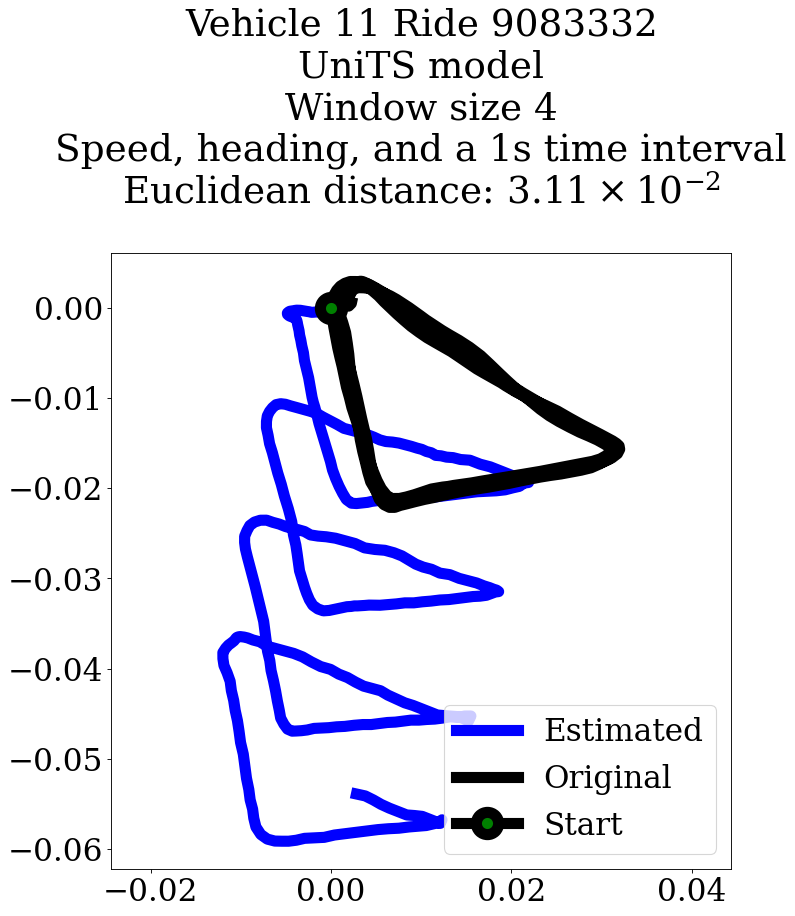 Vehicle 11 Ride 9083332
UniTS model
Window size 4
Speed, heading, and a 1s time interval
Euclidean distance: 3.11 × 10⁻²
0.00
−0.01
−0.02
−0.03
−0.04
−0.05
−0.06
Estimated
Original
Start
−0.02 0.00 0.02 0.04